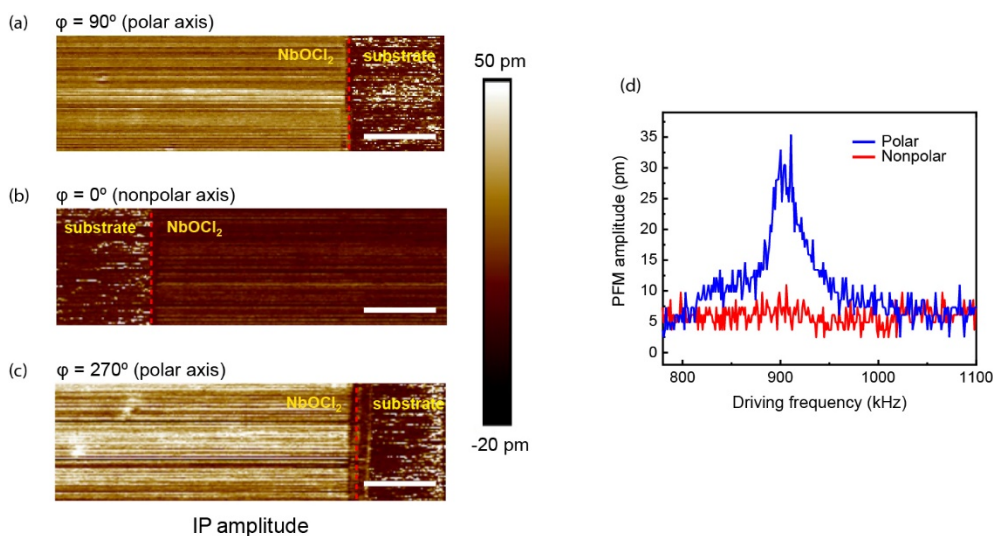 (a)
φ = 90º (polar axis)
NbOCl₂
substrate
50 pm
(b)
φ = 0º (nonpolar axis)
substrate
NbOCl₂
(c)
φ = 270º (polar axis)
NbOCl₂
substrate
-20 pm
IP amplitude
(d)
Polar
Nonpolar
PFM amplitude (pm)
35
30
25
20
15
10
5
0
800
900
1000
1100
Driving frequency (kHz)